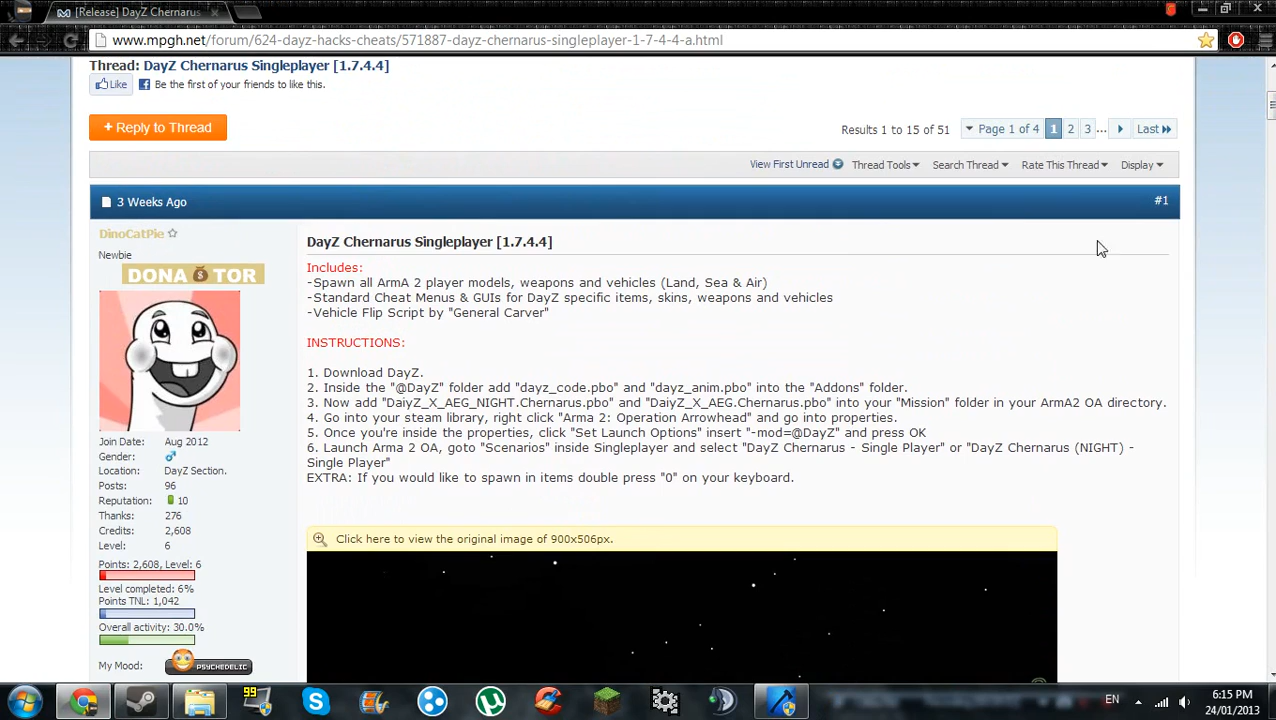 [Release] DayZ Chernarus
www.mpgh.net/forum/624-dayz-hacks-cheats/571887-dayz-chernarus-singleplayer-1-7-4-4-a.html
Thread: DayZ Chernarus Singleplayer [1.7.4.4]
Like Be the first of your friends to like this.
+ Reply to Thread
Results 1 to 15 of 51 Page 1 of 4 1 2 3 ... Last
View First Unread Thread Tools Search Thread Rate This Thread Display
3 Weeks Ago #1
DinoCatPie
Newbie
DONATOR
Join Date: Aug 2012
Gender:
Location: DayZ Section.
Posts: 96
Reputation: 10
Thanks: 276
Credits: 2,608
Level: 6
Points: 2,608, Level: 6
Level completed: 6%
Points TNL: 1,042
Overall activity: 30.0%
My Mood: PSYCHEDELIC
DayZ Chernarus Singleplayer [1.7.4.4]
Includes:
-Spawn all ArmA 2 player models, weapons and vehicles (Land, Sea & Air)
-Standard Cheat Menus & GUIs for DayZ specific items, skins, weapons and vehicles
-Vehicle Flip Script by "General Carver"
INSTRUCTIONS:
1. Download DayZ.
2. Inside the "@DayZ" folder add "dayz_code.pbo" and "dayz_anim.pbo" into the "Addons" folder.
3. Now add "DaiyZ_X_AEG_NIGHT.Chernarus.pbo" and "DaiyZ_X_AEG.Chernarus.pbo" into your "Mission" folder in your ArmA2 OA directory.
4. Go into your steam library, right click "Arma 2: Operation Arrowhead" and go into properties.
5. Once you're inside the properties, click "Set Launch Options" insert "-mod=@DayZ" and press OK
6. Launch Arma 2 OA, goto "Scenarios" inside Singleplayer and select "DayZ Chernarus - Single Player" or "DayZ Chernarus (NIGHT) -
Single Player"
EXTRA: If you would like to spawn in items double press "0" on your keyboard.
Click here to view the original image of 900x506px.
99
EN
6:15 PM
24/01/2013